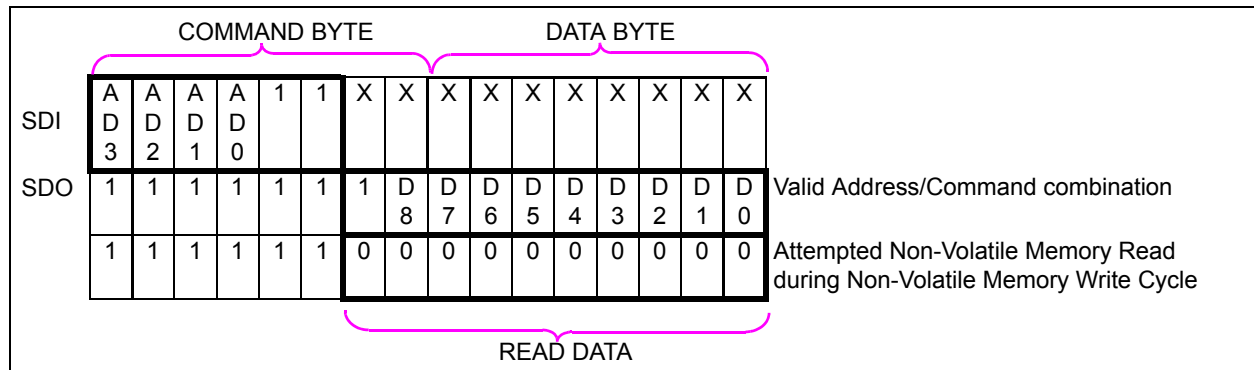 COMMAND BYTE DATA BYTE
SDI A D 3 A D 2 A D 1 A D 0 1 1 X X X X X X X X X X
SDO 1 1 1 1 1 1 1 D 8 D 7 D 6 D 5 D 4 D 3 D 2 D 1 D 0 Valid Address/Command combination
1 1 1 1 1 1 0 0 0 0 0 0 0 0 0 0 Attempted Non-Volatile Memory Read
during Non-Volatile Memory Write Cycle
READ DATA